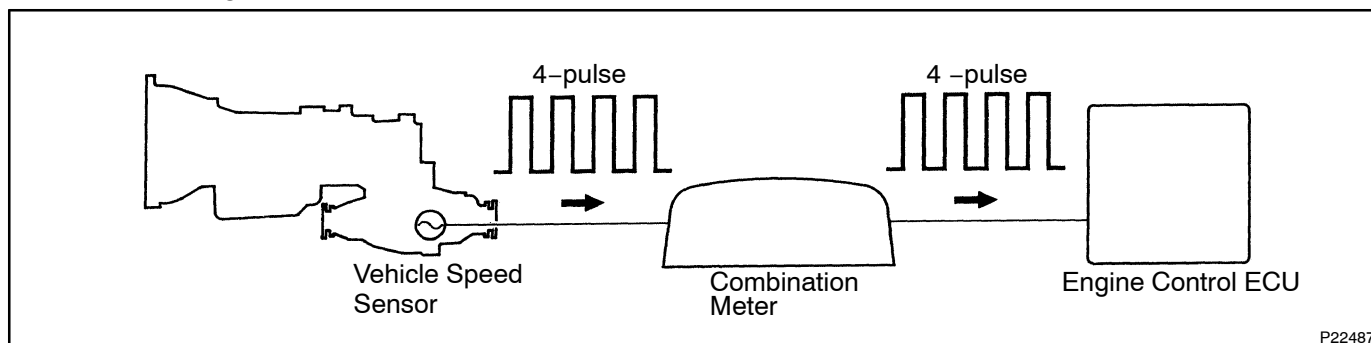 4−pulse
4 −pulse
Vehicle Speed
Sensor
Combination
Meter
Engine Control ECU
P22487